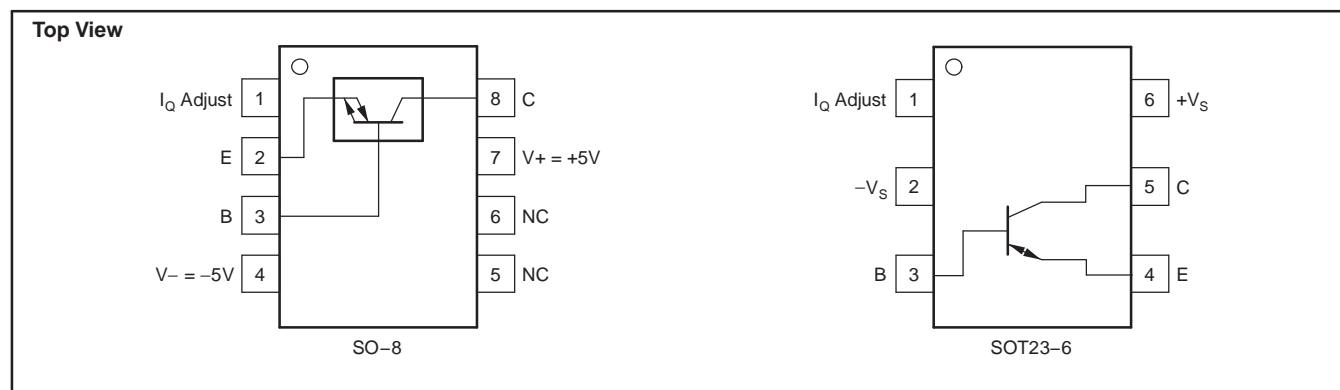 Top View
I_Q Adjust 1
E 2
B 3
V− = −5V 4
8 C
7 V+ = +5V
6 NC
5 NC
SO−8
I_Q Adjust 1
−V_S 2
B 3
6 +V_S
5 C
4 E
SOT23−6